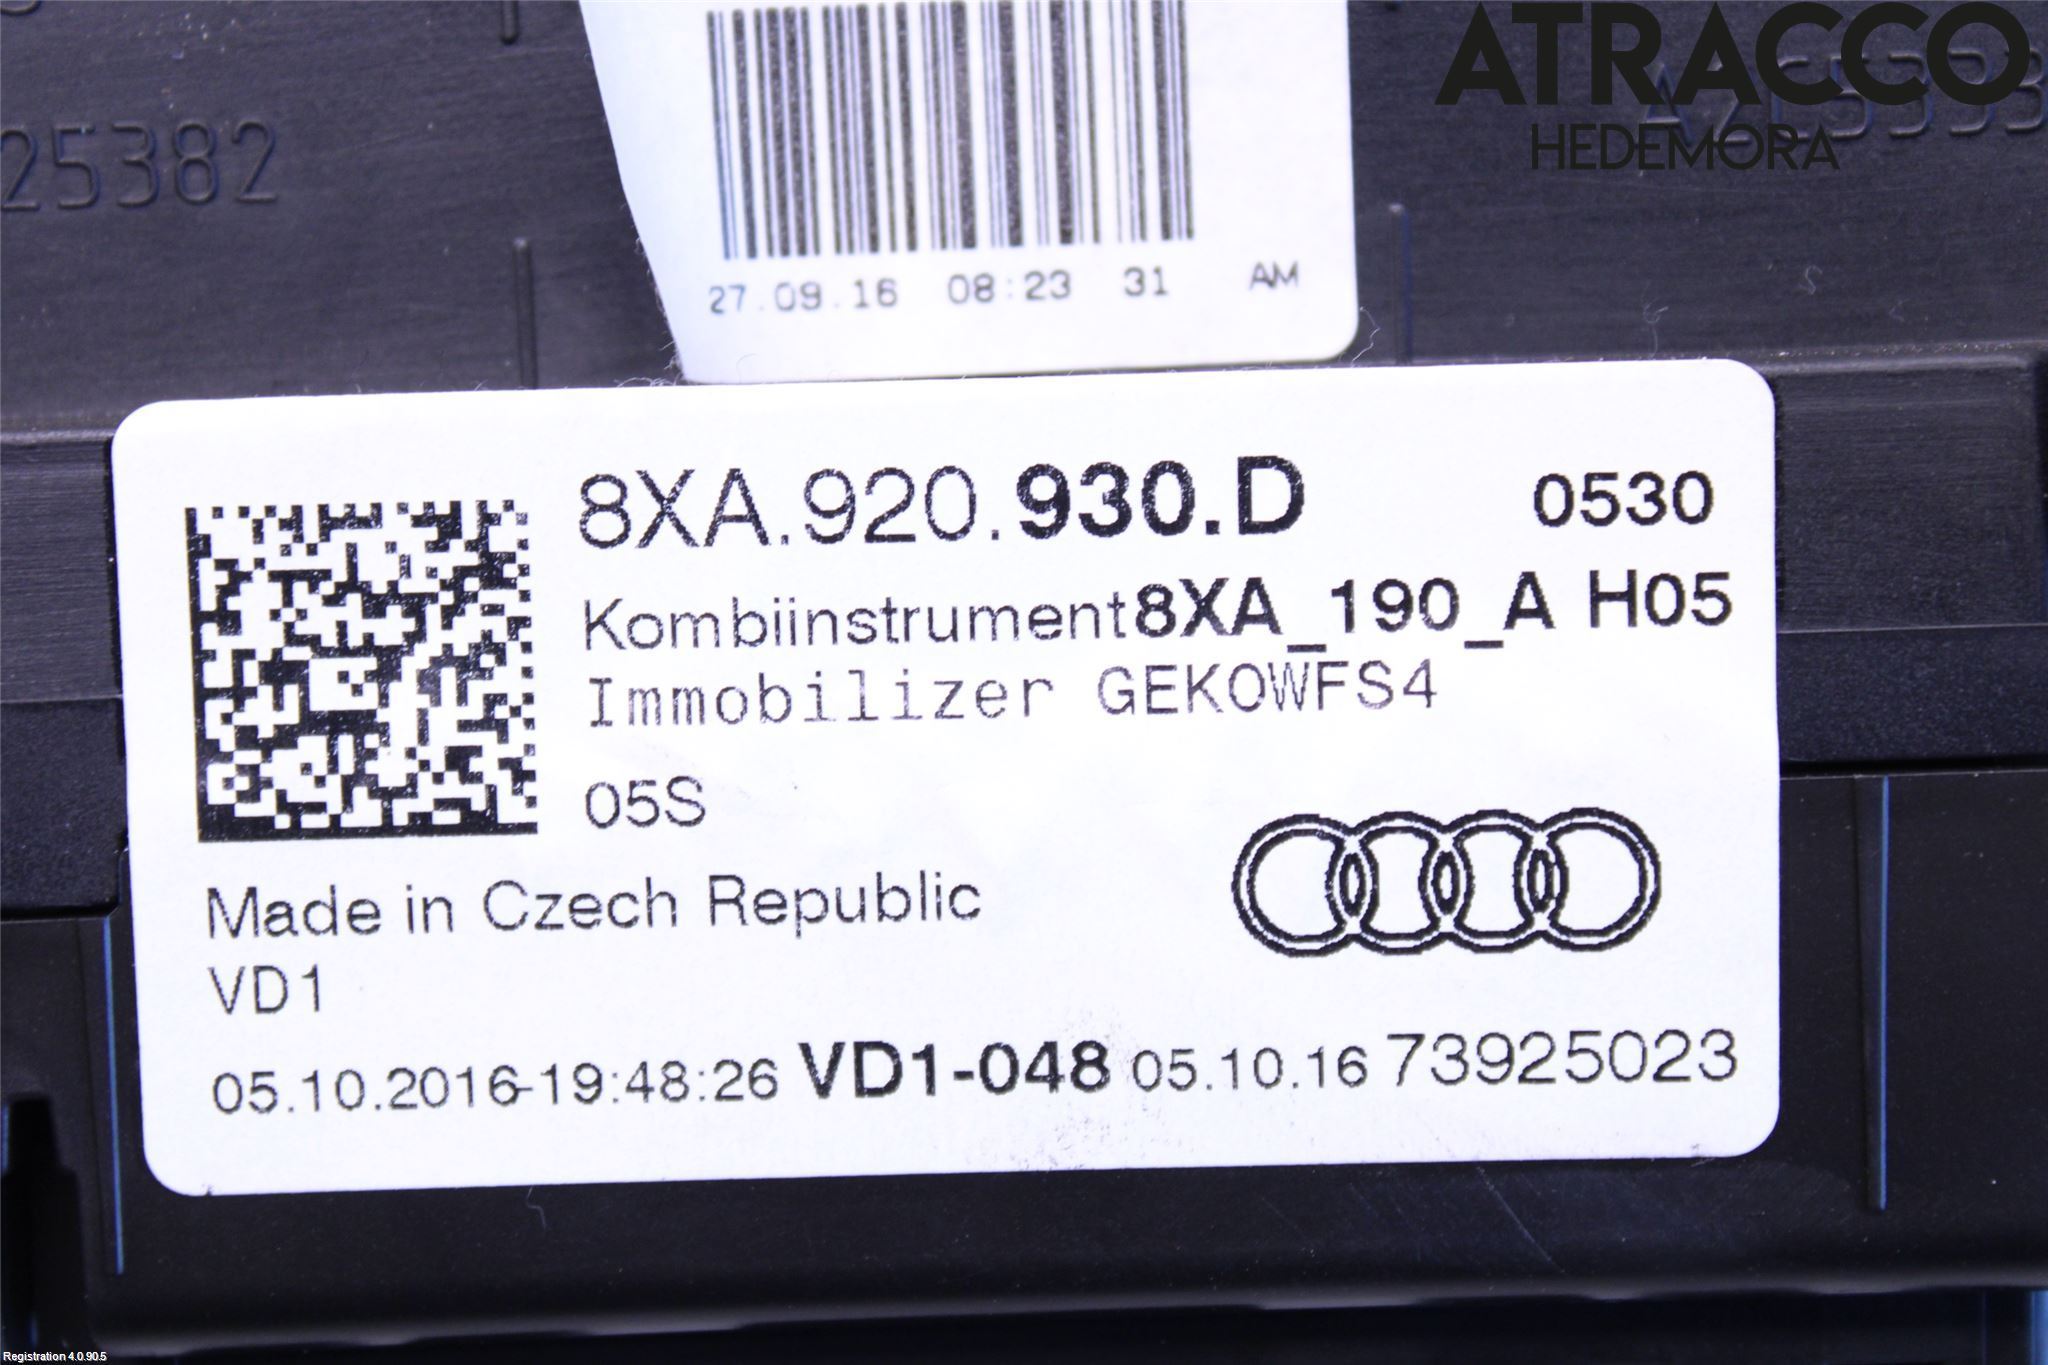 ATRACCO
HEDEMORA
25382
27.09.16 08:23 31 AM
8XA.920.930.D 0530
Kombiinstrument 8XA_190_A H05
Immobilizer GEKOWFS4
05S
Made in Czech Republic
VD1
05.10.2016-19:48:26 VD1-048 05.10.16 73925023
Registration 4.0.90.5